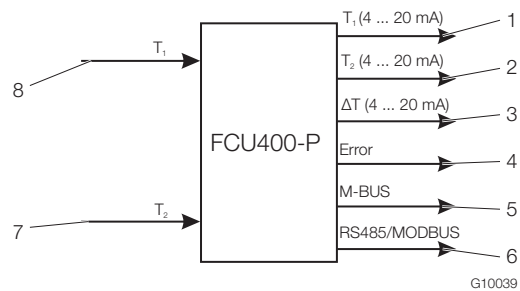 T₁ (4 ... 20 mA) 1
T₁
8
T₂ (4 ... 20 mA) 2
ΔT (4 ... 20 mA) 3
FCU400-P
Error 4
M-BUS 5
T₂
7
RS485/MODBUS 6
G10039